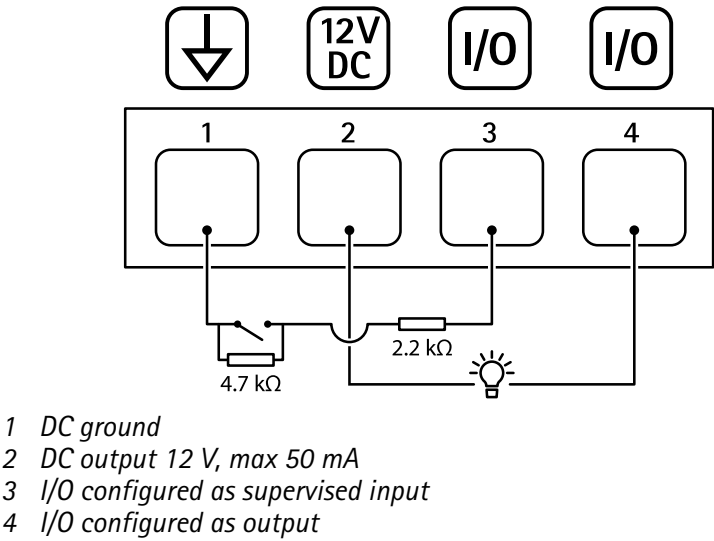 12V
DC
I/O
I/O
1
2
3
4
2.2 kΩ
4.7 kΩ
1 DC ground
2 DC output 12 V, max 50 mA
3 I/O configured as supervised input
4 I/O configured as output